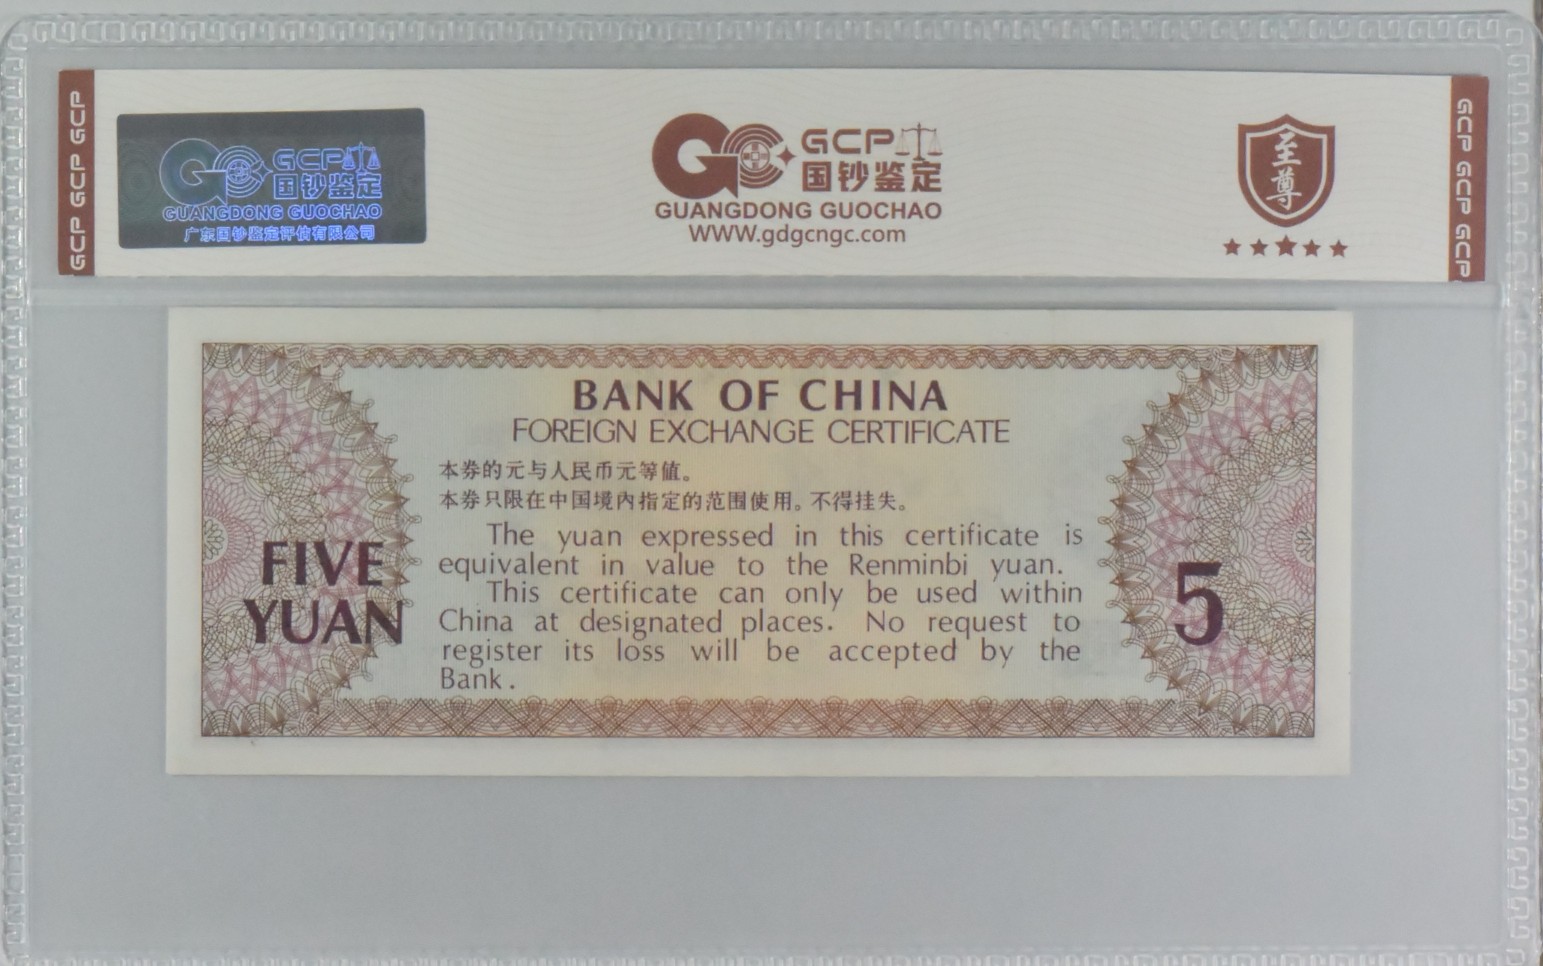 GCP GCP GCP
GCP
国钞鉴定
GUANGDONG GUOCHAO
广东国钞鉴定评估有限公司
GCP
国钞鉴定
GUANGDONG GUOCHAO
WWW.gdgcngc.com
至尊
GCP GCP GCP
BANK OF CHINA
FOREIGN EXCHANGE CERTIFICATE
本券的元与人民币元等值。
本券只限在中国境内指定的范围使用。不得挂失。
The yuan expressed in this certificate is
equivalent in value to the Renminbi yuan.
This certificate can only be used within
China at designated places. No request to
register its loss will be accepted by the
Bank.
FIVE
YUAN
5